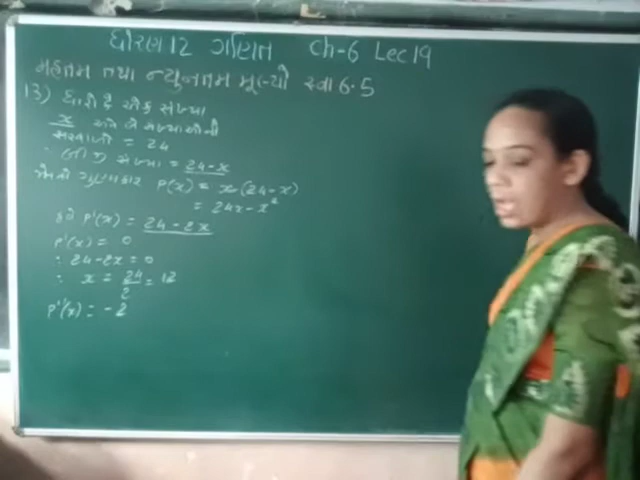 ધોરણ 12 ગણિત Ch-6 Lec 19
મહત્તમ તથા ન્યુનતમ મૂલ્યો સ્વા 6.5
13) ધારો કે એક સંખ્યા
x અને બે સંખ્યાઓનો
સરવાળો = 24
∴ બીજી સંખ્યા = 24-x
એમનો ગુણાકાર P(x) = x(24-x)
= 24x-x²
હવે P'(x) = 24-2x
P'(x) = 0
∴ 24-2x=0
∴ x = 24/2 = 12
P''(x) = -2